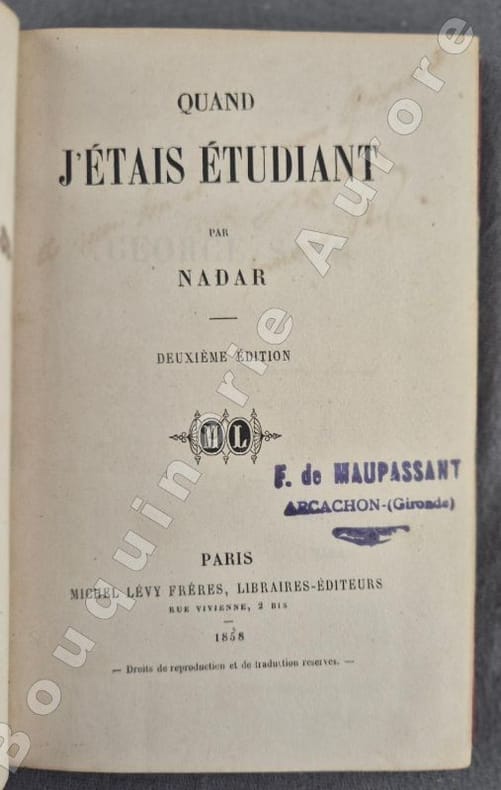 QUAND
J'ÉTAIS ÉTUDIANT
PAR
NADAR
DEUXIÈME ÉDITION
M L
F. de MAUPASSANT
ARCACHON-(Gironde)
PARIS
MICHEL LÉVY FRÈRES, LIBRAIRES-ÉDITEURS
RUE VIVIENNE, 2 BIS
1858
— Droits de reproduction et de traduction réservés. —
Bouquinerie Aurore